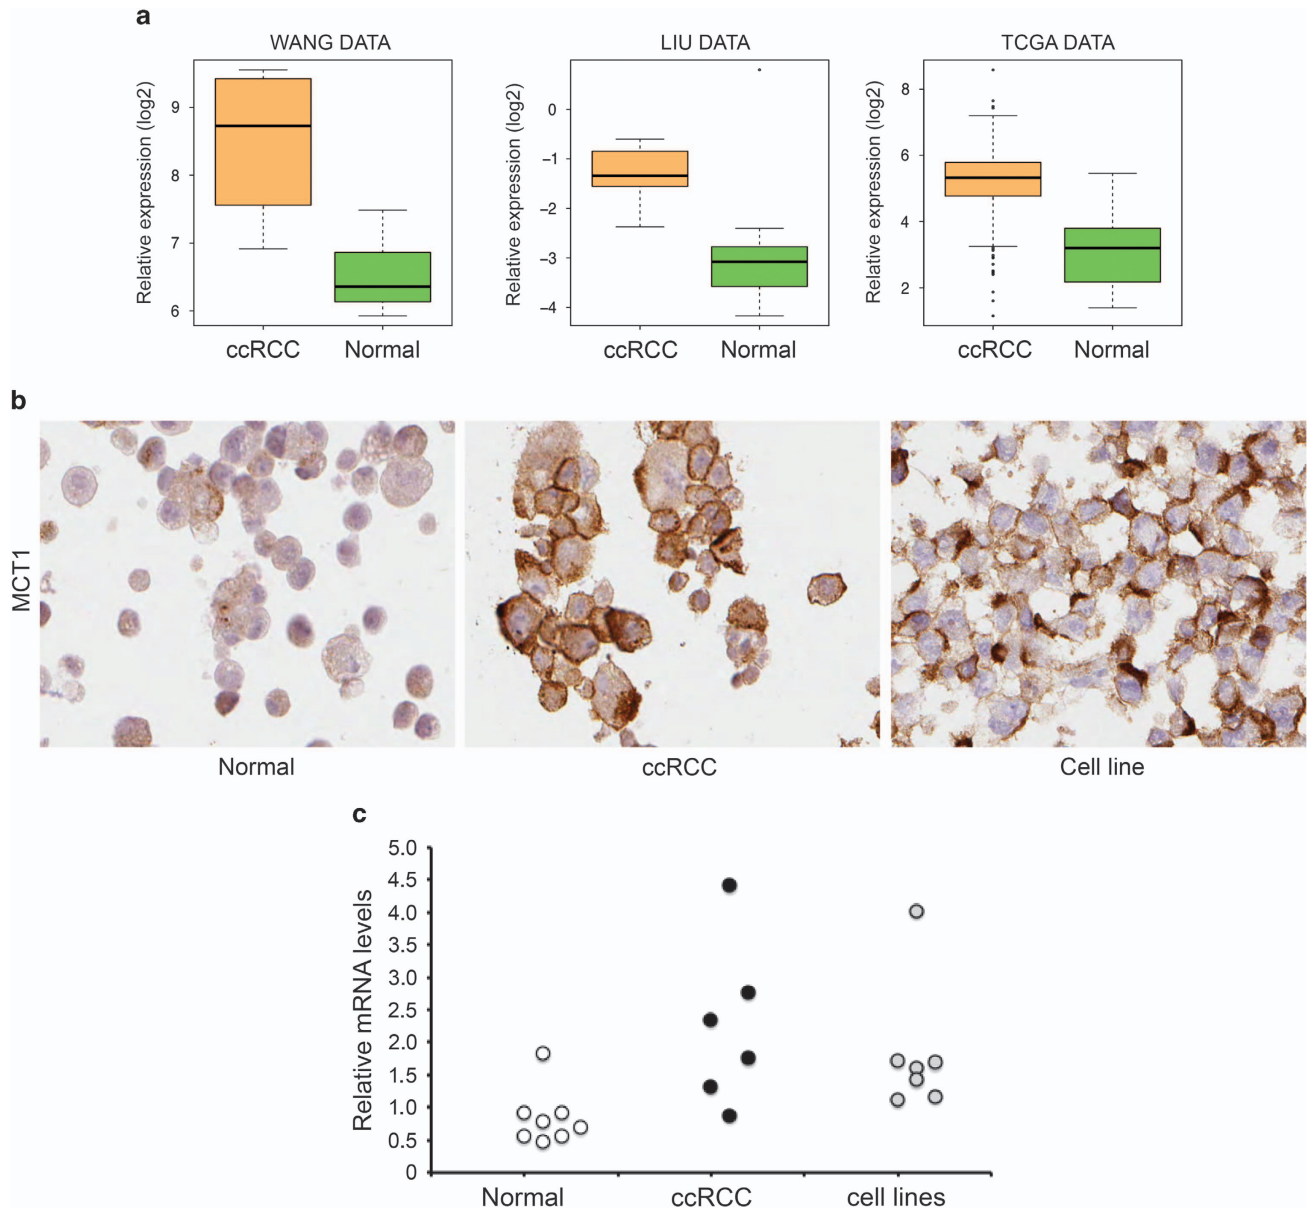 a
WANG DATA
Relative expression (log2)
9
8
7
6
ccRCC Normal
LIU DATA
Relative expression (log2)
0
−1
−2
−3
−4
ccRCC Normal
TCGA DATA
Relative expression (log2)
8
6
4
2
ccRCC Normal
b
MCT1
Normal ccRCC Cell line
c
Relative mRNA levels
5.0
4.5
4.0
3.5
3.0
2.5
2.0
1.5
1.0
0.5
0
Normal ccRCC cell lines